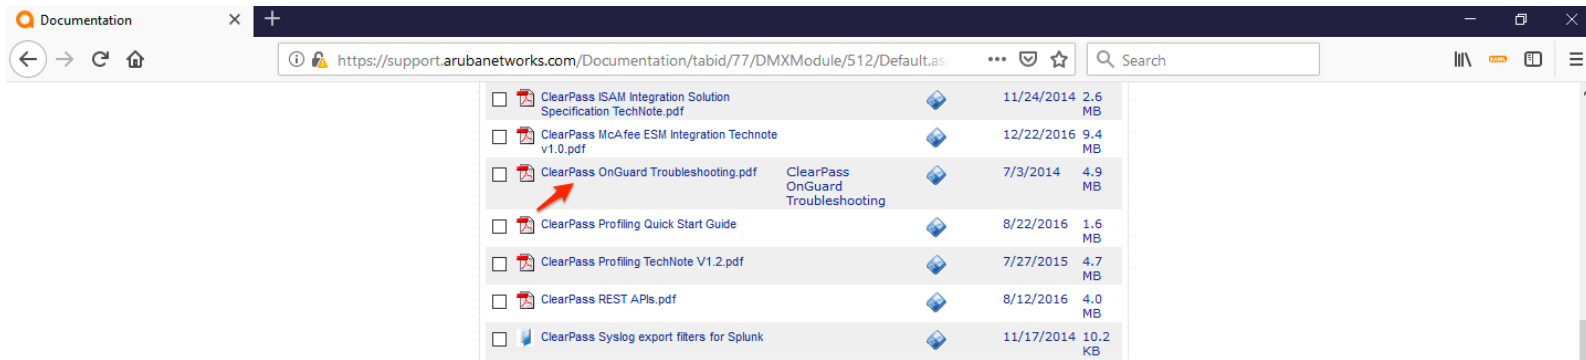 Documentation
https://support.arubanetworks.com/Documentation/tabid/77/DMXModule/512/Default.as
Search
ClearPass ISAM Integration Solution 11/24/2014 2.6
Specification TechNote.pdf MB
ClearPass McAfee ESM Integration Technote 12/22/2016 9.4
v1.0.pdf MB
ClearPass OnGuard Troubleshooting.pdf ClearPass 7/3/2014 4.9
OnGuard MB
Troubleshooting
ClearPass Profiling Quick Start Guide 8/22/2016 1.6
MB
ClearPass Profiling TechNote V1.2.pdf 7/27/2015 4.7
MB
ClearPass REST APIs.pdf 8/12/2016 4.0
MB
ClearPass Syslog export filters for Splunk 11/17/2014 10.2
KB